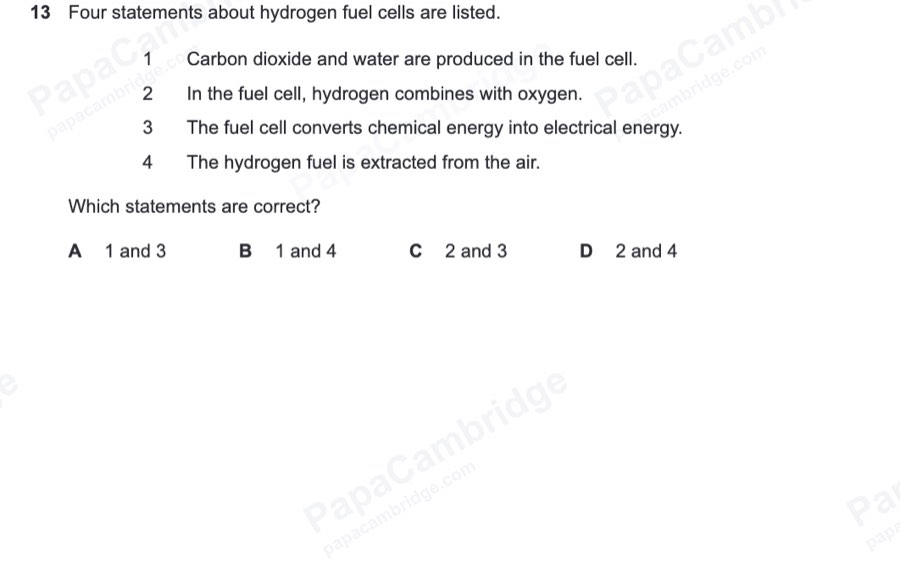 13 Four statements about hydrogen fuel cells are listed.
1 Carbon dioxide and water are produced in the fuel cell.
2 In the fuel cell, hydrogen combines with oxygen.
3 The fuel cell converts chemical energy into electrical energy.
4 The hydrogen fuel is extracted from the air.
Which statements are correct?
A 1 and 3 B 1 and 4 C 2 and 3 D 2 and 4
PapaCambridge
papacambridge.com